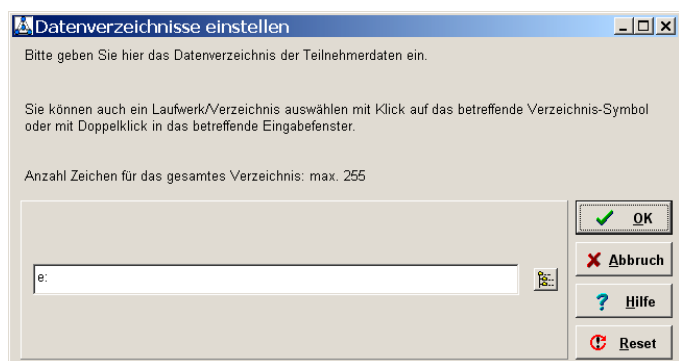 Datenverzeichnisse einstellen
Bitte geben Sie hier das Datenverzeichnis der Teilnehmerdaten ein.
Sie können auch ein Laufwerk/Verzeichnis auswählen mit Klick auf das betreffende Verzeichnis-Symbol
oder mit Doppelklick in das betreffende Eingabefenster.
Anzahl Zeichen für das gesamtes Verzeichnis: max. 255
OK
Abbruch
e:
Hilfe
Reset